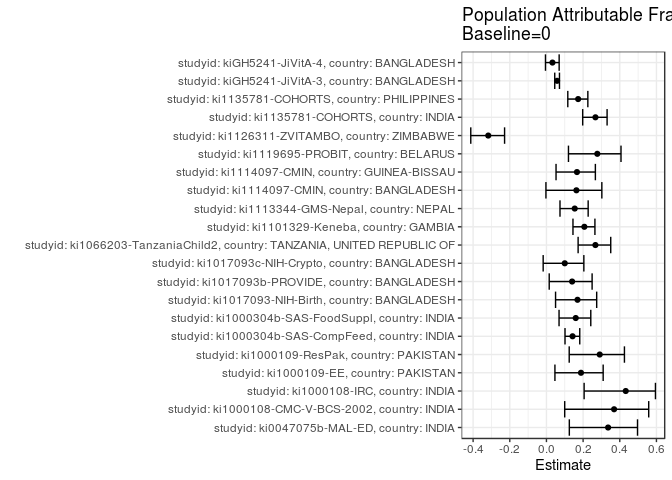 Population Attributable Fra
Baseline=0
studyid: kiGH5241-JiVitA-4, country: BANGLADESH
studyid: kiGH5241-JiVitA-3, country: BANGLADESH
studyid: ki1135781-COHORTS, country: PHILIPPINES
studyid: ki1135781-COHORTS, country: INDIA
studyid: ki1126311-ZVITAMBO, country: ZIMBABWE
studyid: ki1119695-PROBIT, country: BELARUS
studyid: ki1114097-CMIN, country: GUINEA-BISSAU
studyid: ki1114097-CMIN, country: BANGLADESH
studyid: ki1113344-GMS-Nepal, country: NEPAL
studyid: ki1101329-Keneba, country: GAMBIA
studyid: ki1066203-TanzaniaChild2, country: TANZANIA, UNITED REPUBLIC OF
studyid: ki1017093c-NIH-Crypto, country: BANGLADESH
studyid: ki1017093b-PROVIDE, country: BANGLADESH
studyid: ki1017093-NIH-Birth, country: BANGLADESH
studyid: ki1000304b-SAS-FoodSuppl, country: INDIA
studyid: ki1000304b-SAS-CompFeed, country: INDIA
studyid: ki1000109-ResPak, country: PAKISTAN
studyid: ki1000109-EE, country: PAKISTAN
studyid: ki1000108-IRC, country: INDIA
studyid: ki1000108-CMC-V-BCS-2002, country: INDIA
studyid: ki0047075b-MAL-ED, country: INDIA
-0.4 -0.2 0.0 0.2 0.4 0.6
Estimate